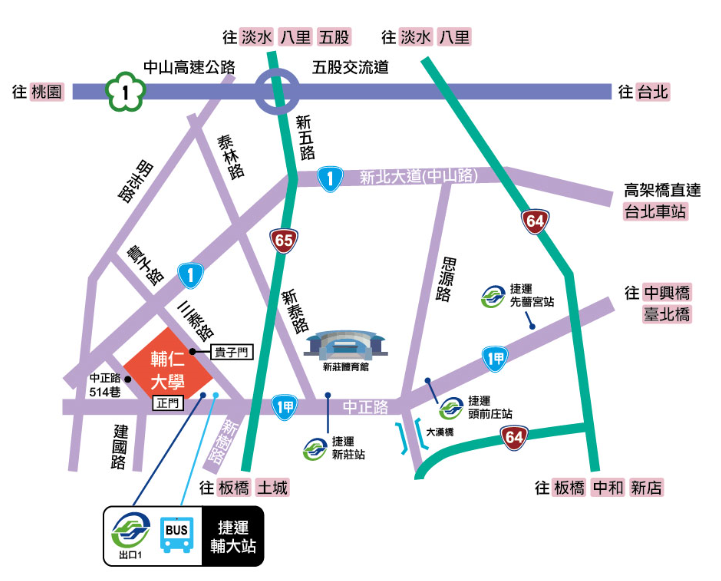 往 淡水 八里 五股
往 淡水 八里
中山高速公路
五股交流道
往 桃園
1
往 台北
新五路
泰林路
明志路
1
新北大道(中山路)
高架橋直達
台北車站
64
65
貴子路
1
思源路
捷運
先嗇宮站
往 中興橋
臺北橋
三泰路
新泰路
輔仁
大學
貴子門
新莊體育館
1甲
中正路
514巷
正門
1甲
中正路
捷運
頭前庄站
建國路
新樹路
捷運
新莊站
大漢橋
64
往 板橋 土城
往 板橋 中和 新店
出口1
BUS
捷運
輔大站